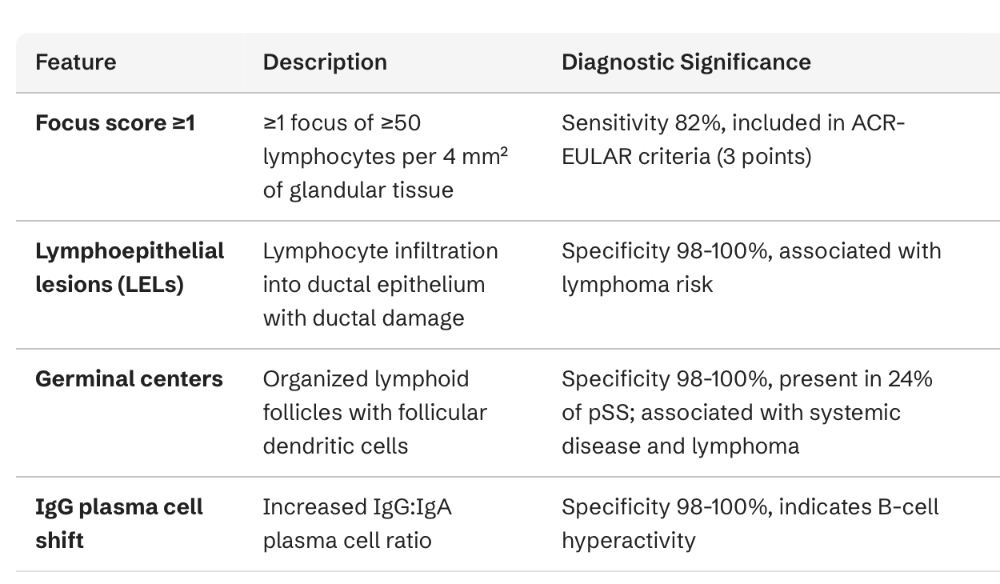 Feature Description Diagnostic Significance
Focus score ≥1 ≥1 focus of ≥50 Sensitivity 82%, included in ACR-
lymphocytes per 4 mm² EULAR criteria (3 points)
of glandular tissue
Lymphoepithelial Lymphocyte infiltration Specificity 98-100%, associated with
lesions (LELs) into ductal epithelium lymphoma risk
with ductal damage
Germinal centers Organized lymphoid Specificity 98-100%, present in 24%
follicles with follicular of pSS; associated with systemic
dendritic cells disease and lymphoma
IgG plasma cell Increased IgG:IgA Specificity 98-100%, indicates B-cell
shift plasma cell ratio hyperactivity